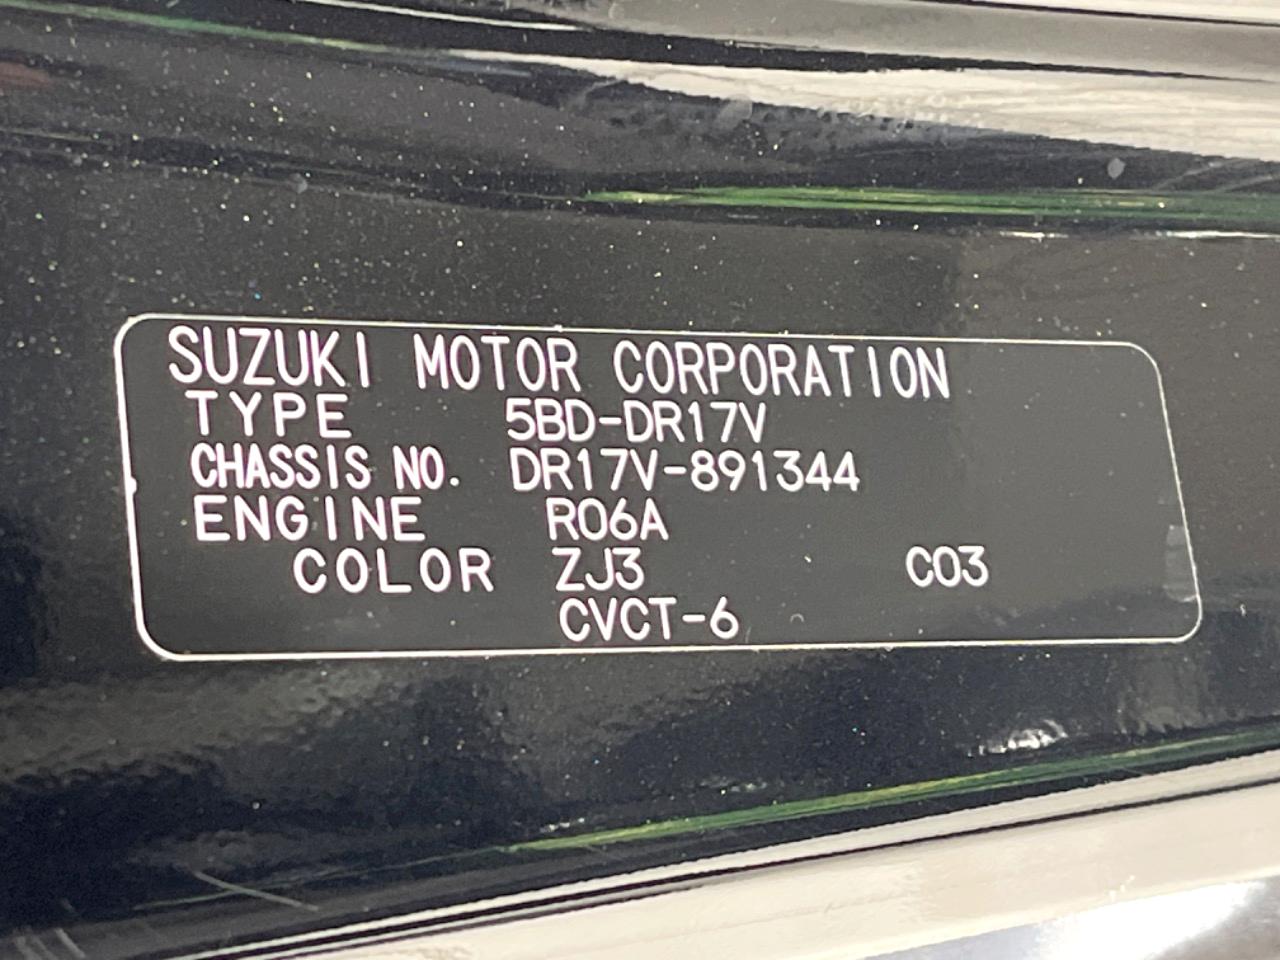 SUZUKI MOTOR CORPORATION
TYPE 5BD-DR17V
CHASSIS NO. DR17V-891344
ENGINE R06A
COLOR ZJ3 C03
CVCT-6